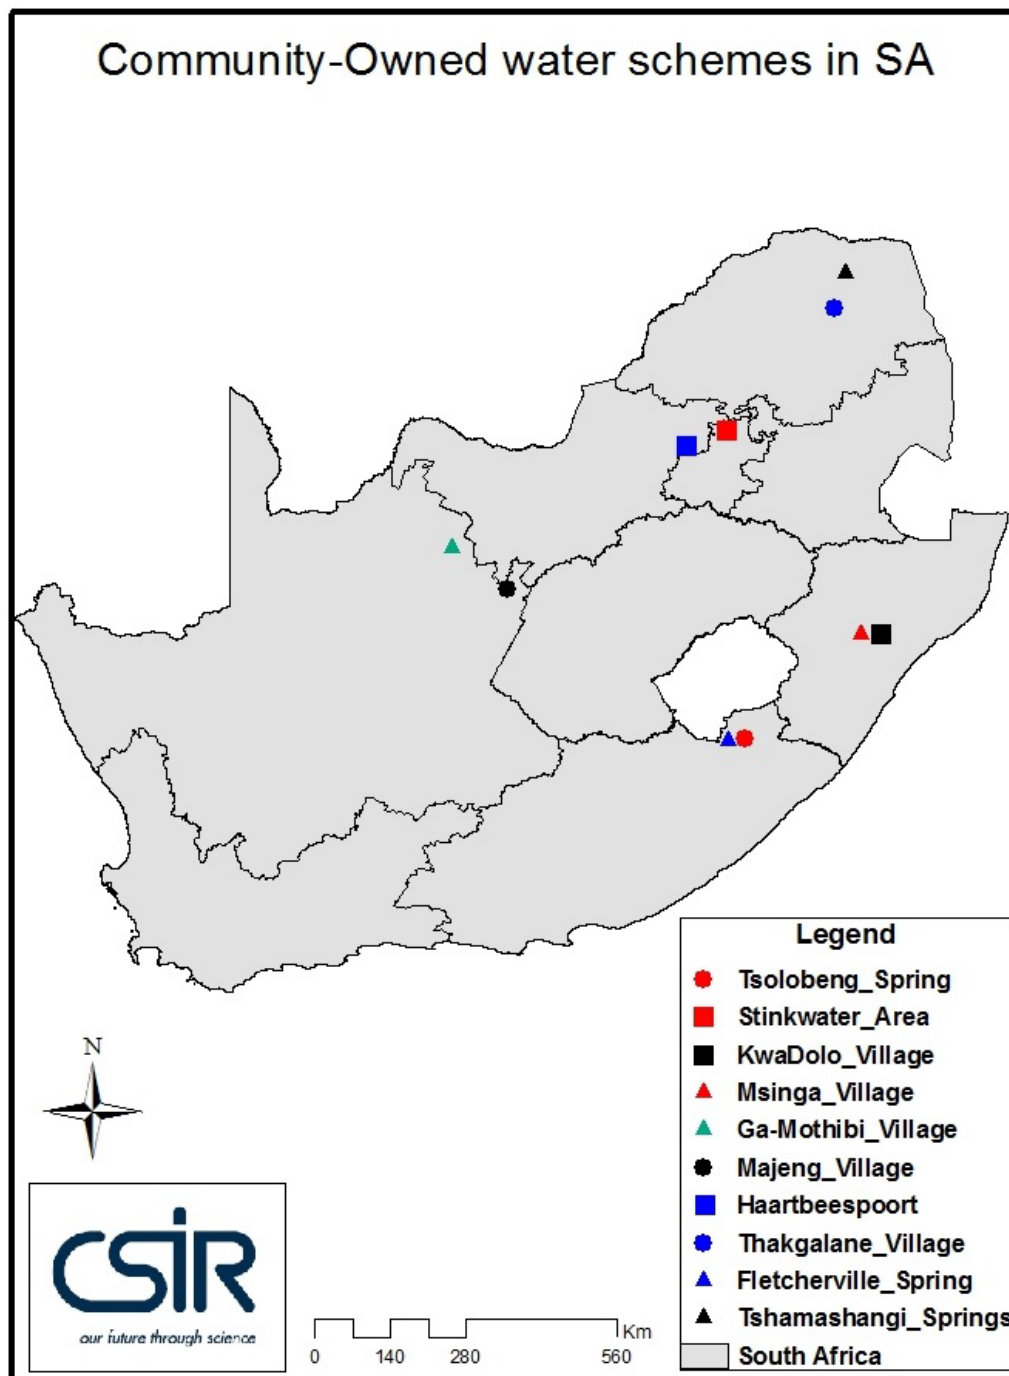 Community-Owned water schemes in SA
Legend
Tsolobeng_Spring
Stinkwater_Area
KwaDolo_Village
Msinga_Village
Ga-Mothibi_Village
Majeng_Village
Haartbeespoort
Thakgalane_Village
Fletcherville_Spring
Tshamashangi_Springs
South Africa
N
CSIR
our future through science
Km
0 140 280 560